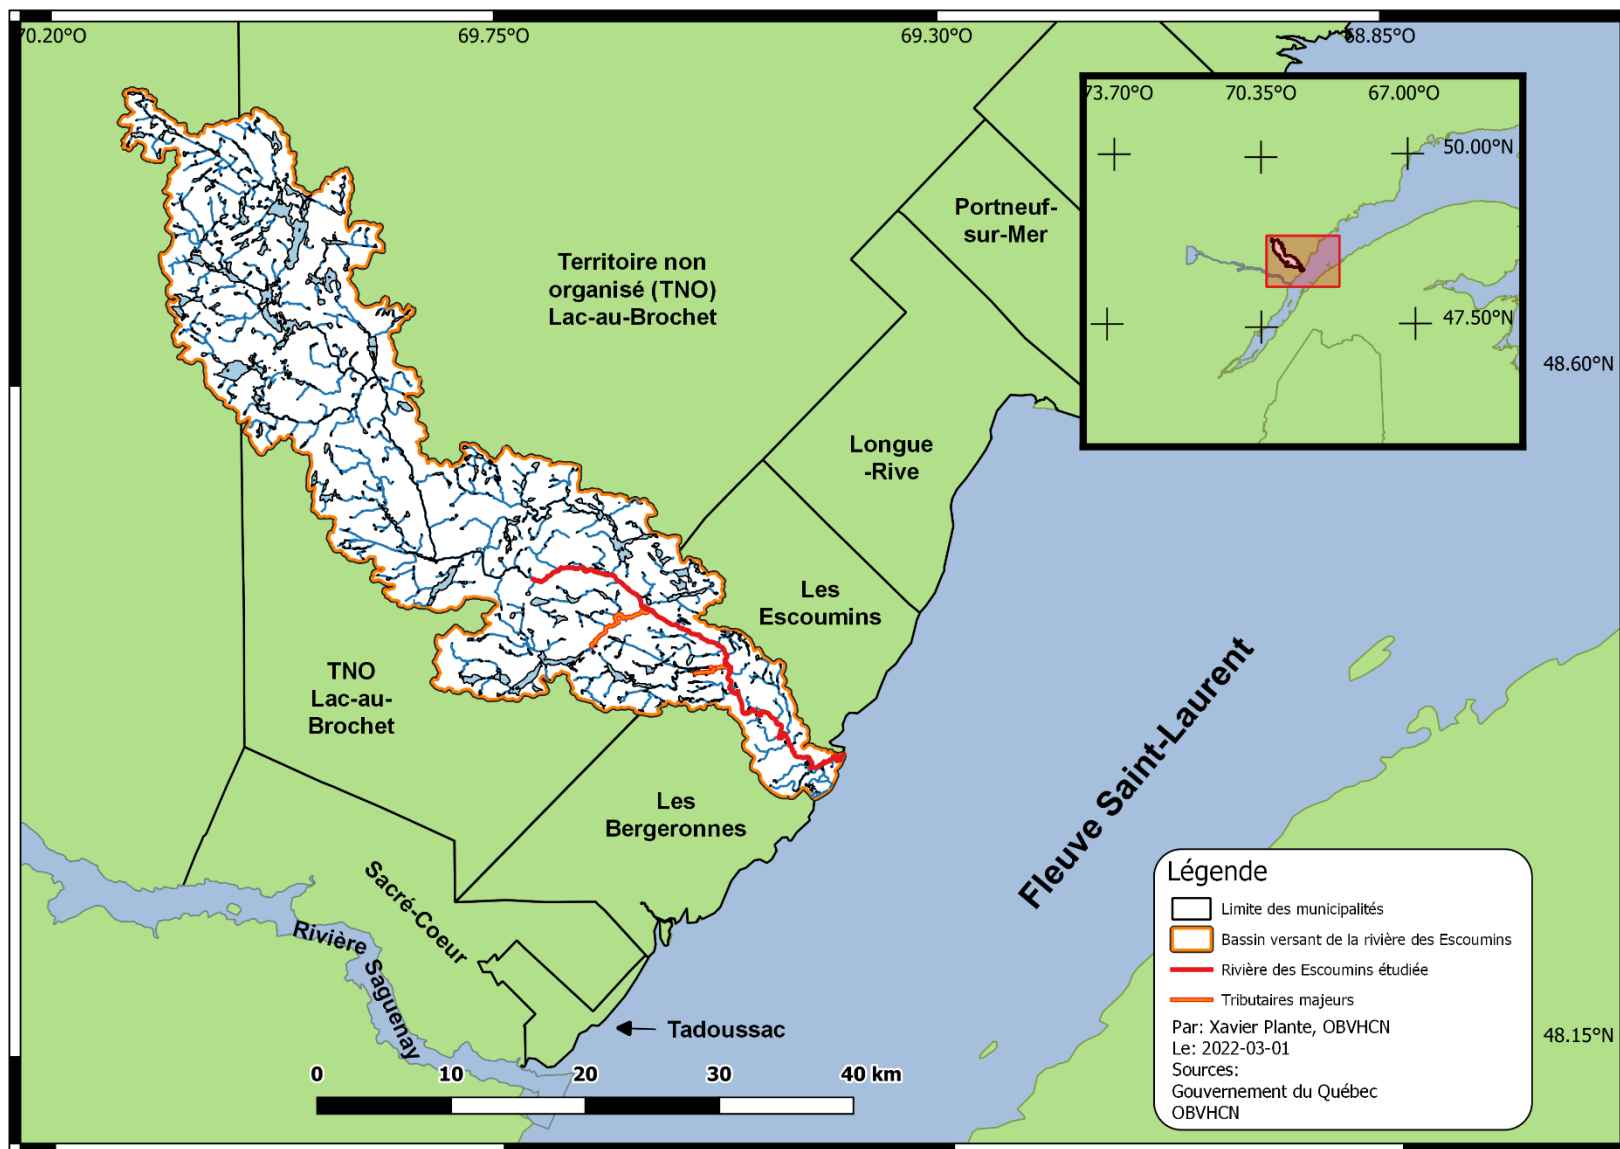 70.20°O
69.75°O
69.30°O
68.85°O
73.70°O
70.35°O
67.00°O
50.00°N
47.50°N
48.60°N
48.15°N
Portneuf-
sur-Mer
Territoire non
organisé (TNO)
Lac-au-Brochet
Longue
-Rive
Les
Escoumins
TNO
Lac-au-
Brochet
Les
Bergeronnes
Sacré-Coeur
Rivière
Saguenay
Tadoussac
Fleuve Saint-Laurent
0 10 20 30 40 km
Légende
Limite des municipalités
Bassin versant de la rivière des Escoumins
Rivière des Escoumins étudiée
Tributaires majeurs
Par: Xavier Plante, OBVHCN
Le: 2022-03-01
Sources:
Gouvernement du Québec
OBVHCN